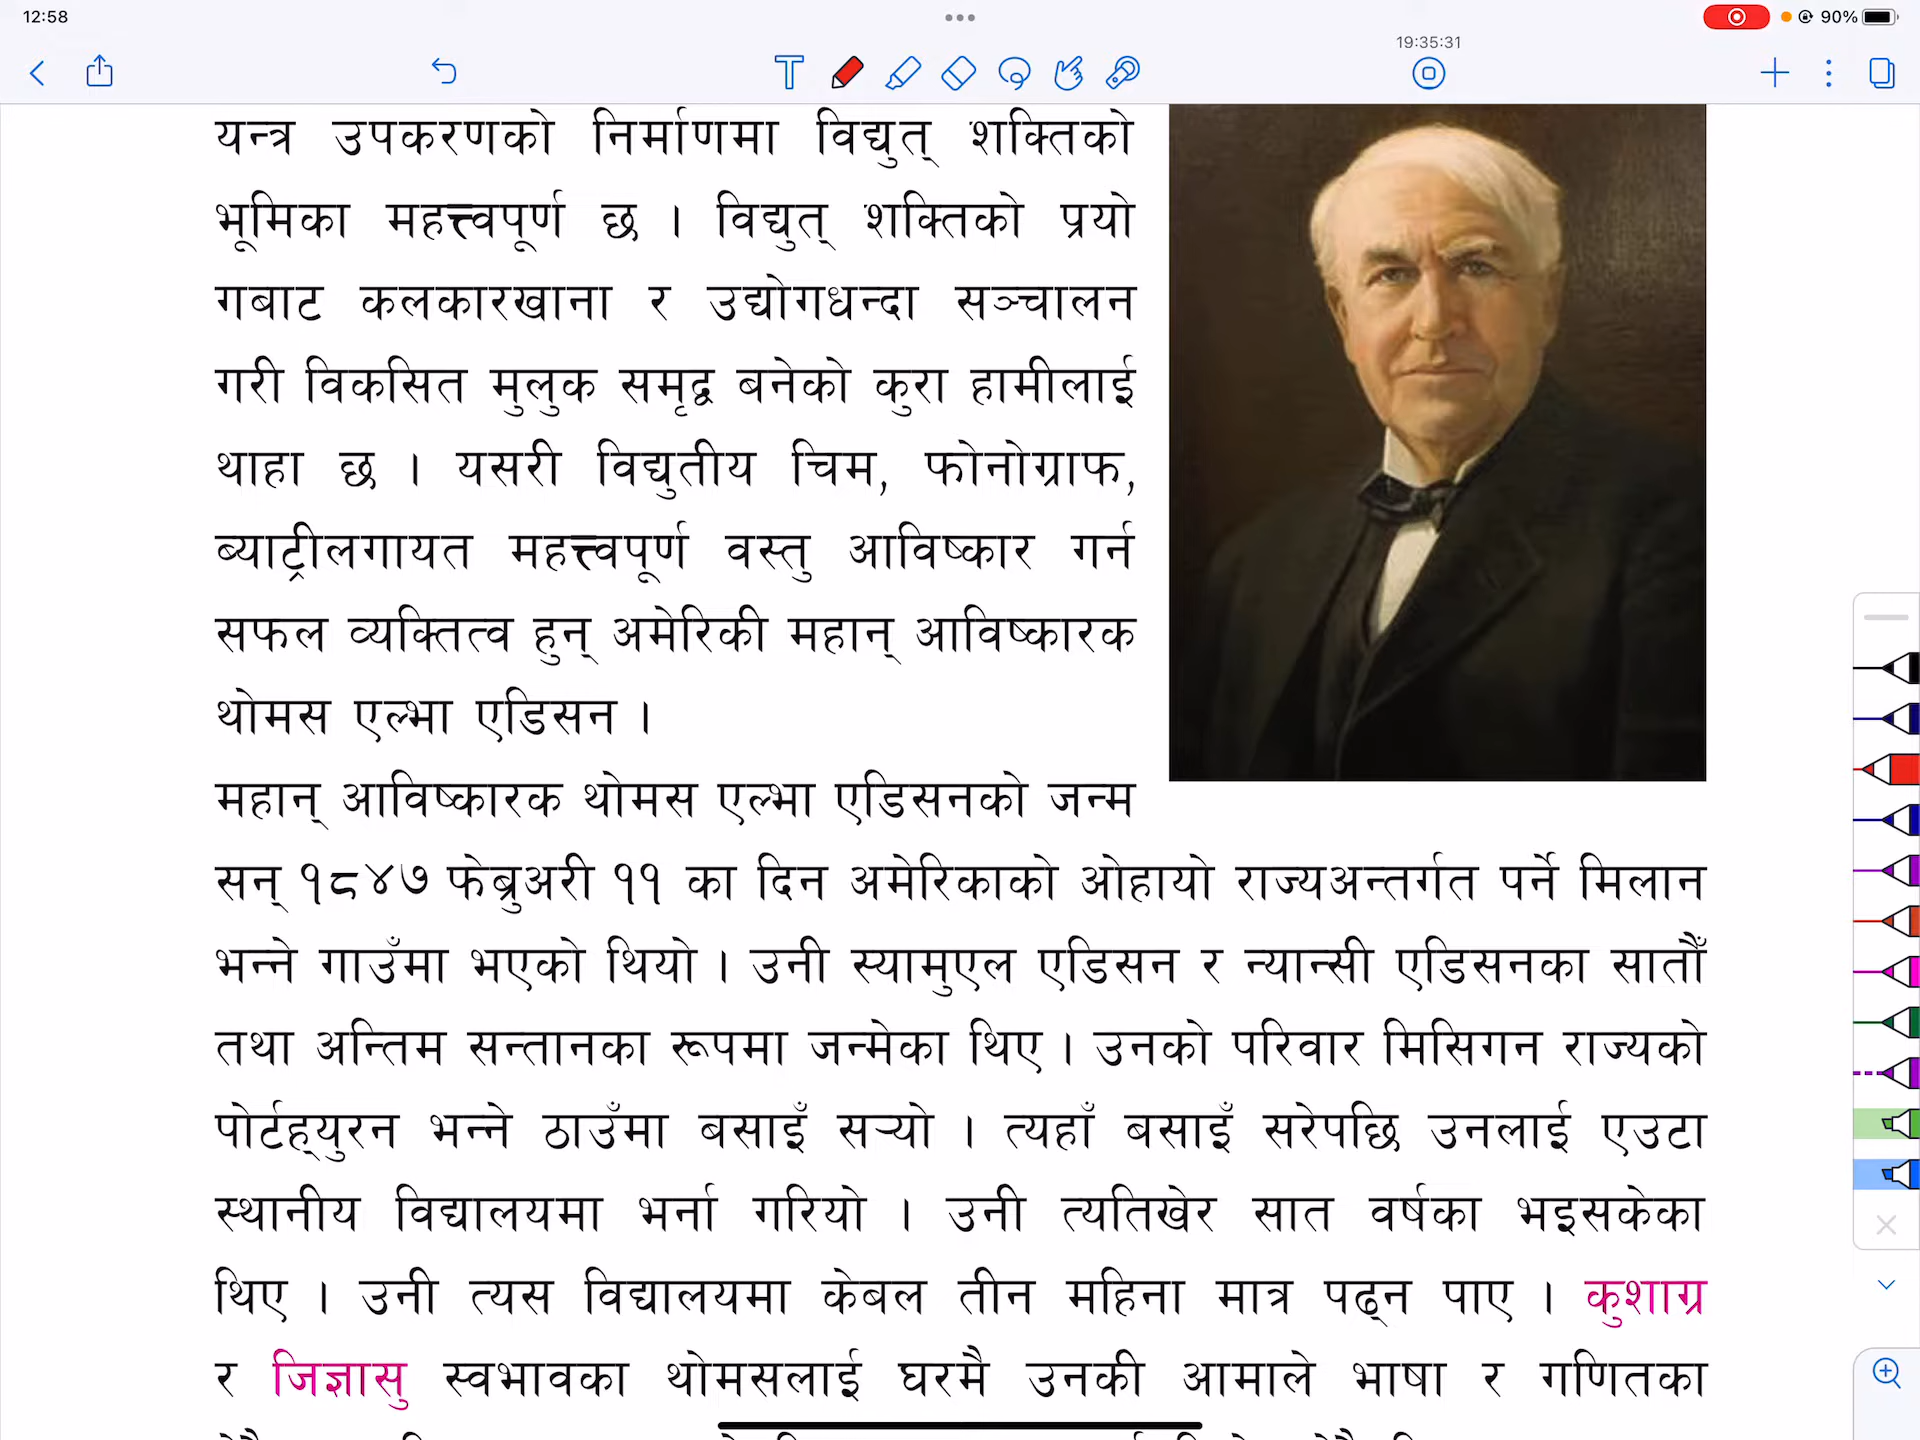 12:58
90%
19:35:31
यन्त्र उपकरणको निर्माणमा विद्युत् शक्तिको
भूमिका महत्त्वपूर्ण छ । विद्युत् शक्तिको प्रयो
गबाट कलकारखाना र उद्योगधन्दा सञ्चालन
गरी विकसित मुलुक समृद्व बनेको कुरा हामीलाई
थाहा छ । यसरी विद्युतीय चिम, फोनोग्राफ,
ब्याट्रीलगायत महत्त्वपूर्ण वस्तु आविष्कार गर्न
सफल व्यक्तित्व हुन् अमेरिकी महान् आविष्कारक
थोमस एल्भा एडिसन ।
महान् आविष्कारक थोमस एल्भा एडिसनको जन्म
सन् १८४७ फेब्रुअरी ११ का दिन अमेरिकाको ओहायो राज्यअन्तर्गत पर्ने मिलान
भन्ने गाउँमा भएको थियो । उनी स्यामुएल एडिसन र न्यान्सी एडिसनका सातौँ
तथा अन्तिम सन्तानका रूपमा जन्मेका थिए । उनको परिवार मिसिगन राज्यको
पोर्टह्युरन भन्ने ठाउँमा बसाइँ सऱ्यो । त्यहाँ बसाइँ सरेपछि उनलाई एउटा
स्थानीय विद्यालयमा भर्ना गरियो । उनी त्यतिखेर सात वर्षका भइसकेका
थिए । उनी त्यस विद्यालयमा केबल तीन महिना मात्र पढ्न पाए । कुशाग्र
र जिज्ञासु स्वभावका थोमसलाई घरमै उनकी आमाले भाषा र गणितका